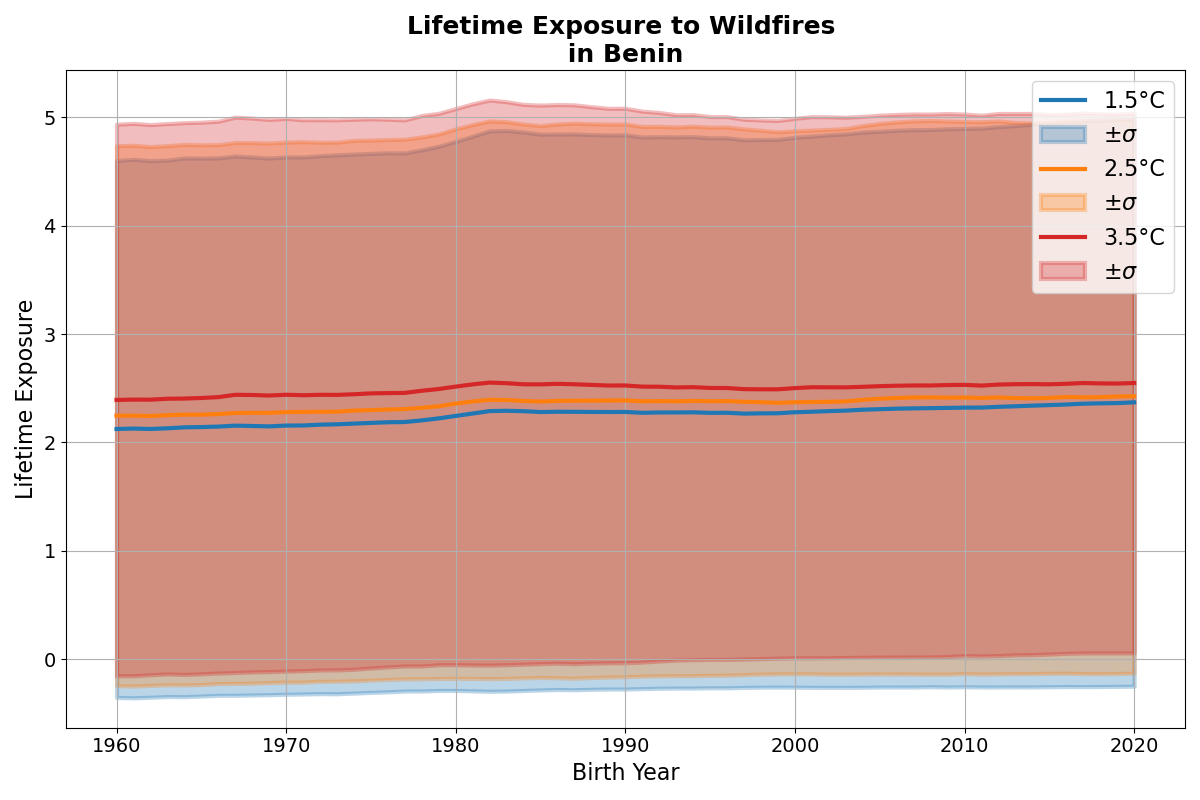 Lifetime Exposure to Wildfires
in Benin
1.5°C
±σ
2.5°C
±σ
3.5°C
±σ
Lifetime Exposure
5
4
3
2
1
0
1960 1970 1980 1990 2000 2010 2020
Birth Year